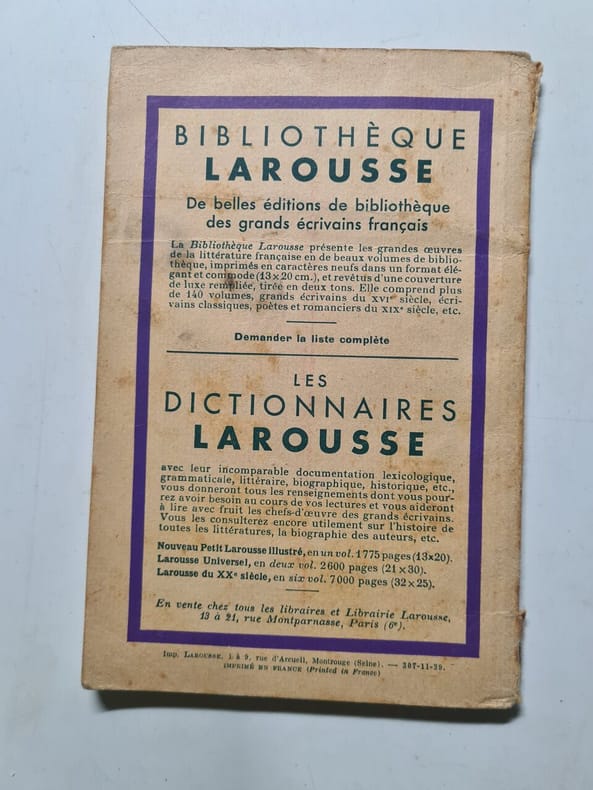 BIBLIOTHÈQUE
LAROUSSE
De belles éditions de bibliothèque
des grands écrivains français
La Bibliothèque Larousse présente les grandes œuvres
de la littérature française en de beaux volumes de biblio-
thèque, imprimés en caractères neufs dans un format élé-
gant et commode (13×20 cm.), et revêtus d'une couverture
de luxe rempliée, tirée en deux tons. Elle comprend plus
de 140 volumes, grands écrivains du XVIe siècle, écri-
vains classiques, poètes et romanciers du XIXe siècle, etc.
Demander la liste complète
LES
DICTIONNAIRES
LAROUSSE
avec leur incomparable documentation lexicologique,
grammaticale, littéraire, biographique, historique, etc.,
vous donneront tous les renseignements dont vous pour-
rez avoir besoin au cours de vos lectures et vous aideront
à lire avec fruit les chefs-d'œuvre des grands écrivains.
Vous les consulterez encore utilement sur l'histoire de
toutes les littératures, la biographie des auteurs, etc.
Nouveau Petit Larousse illustré, en un vol. 1775 pages (13×20).
Larousse Universel, en deux vol. 2600 pages (21×30).
Larousse du XXe siècle, en six vol. 7000 pages (32×25).
En vente chez tous les libraires et Librairie Larousse,
13 à 21, rue Montparnasse, Paris (6e).
Imp. LAROUSSE, 1 à 9, rue d'Arcueil, Montrouge (Seine). — 307-11-39.
IMPRIMÉ EN FRANCE (Printed in France)